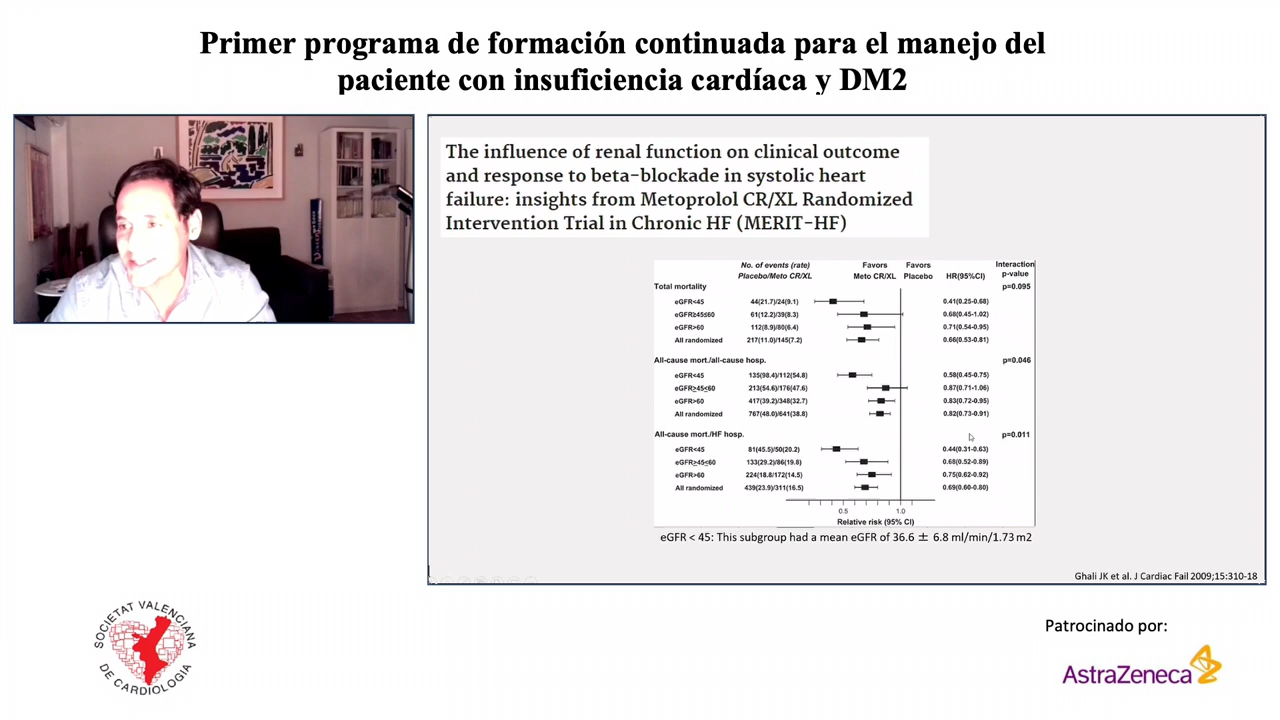 Primer programa de formación continuada para el manejo del
paciente con insuficiencia cardíaca y DM2
The influence of renal function on clinical outcome
and response to beta-blockade in systolic heart
failure: insights from Metoprolol CR/XL Randomized
Intervention Trial in Chronic HF (MERIT-HF)
No. of events (rate) Favors Favors Interaction
Placebo/Meto CR/XL Meto CR/XL Placebo HR(95%CI) p-value
Total mortality p=0.095
eGFR<45 44(21.7)/24(9.1) 0.41(0.25-0.68)
eGFR≥45≤60 61(12.2)/39(8.3) 0.68(0.45-1.02)
eGFR>60 112(8.9)/80(6.4) 0.71(0.54-0.95)
All randomized 217(11.0)/145(7.2) 0.66(0.53-0.81)
All-cause mort./all-cause hosp. p=0.046
eGFR<45 135(98.4)/112(54.8) 0.58(0.45-0.75)
eGFR≥45≤60 213(54.6)/176(47.6) 0.87(0.71-1.06)
eGFR>60 417(39.2)/348(32.7) 0.83(0.72-0.95)
All randomized 767(48.0)/641(38.8) 0.82(0.73-0.91)
All-cause mort./HF hosp. p=0.011
eGFR<45 81(45.5)/50(20.2) 0.44(0.31-0.63)
eGFR≥45≤60 133(29.2)/86(19.8) 0.68(0.52-0.89)
eGFR>60 224(18.8/172(14.5) 0.75(0.62-0.92)
All randomized 439(23.9)/311(16.5) 0.69(0.60-0.80)
0.5 1.0
Relative risk (95% CI)
eGFR < 45: This subgroup had a mean eGFR of 36.6 ± 6.8 ml/min/1.73 m2
Ghali JK et al. J Cardiac Fail 2009;15:310-18
SOCIETAT VALENCIANA
DE CARDIOLOGIA
Patrocinado por:
AstraZeneca